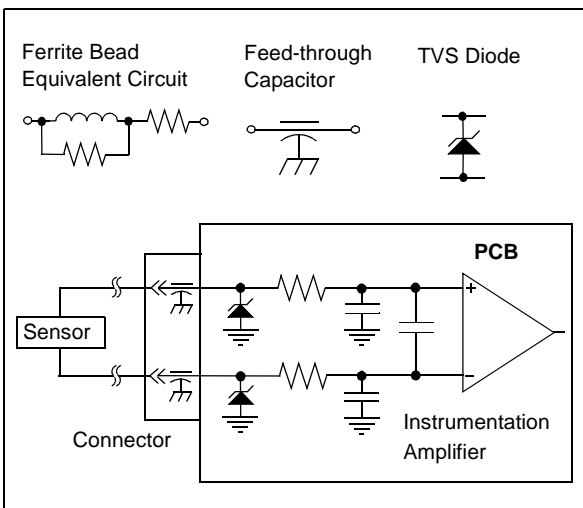 Ferrite Bead
Equivalent Circuit
Feed-through
Capacitor
TVS Diode
PCB
+
Sensor
−
Connector
Instrumentation
Amplifier